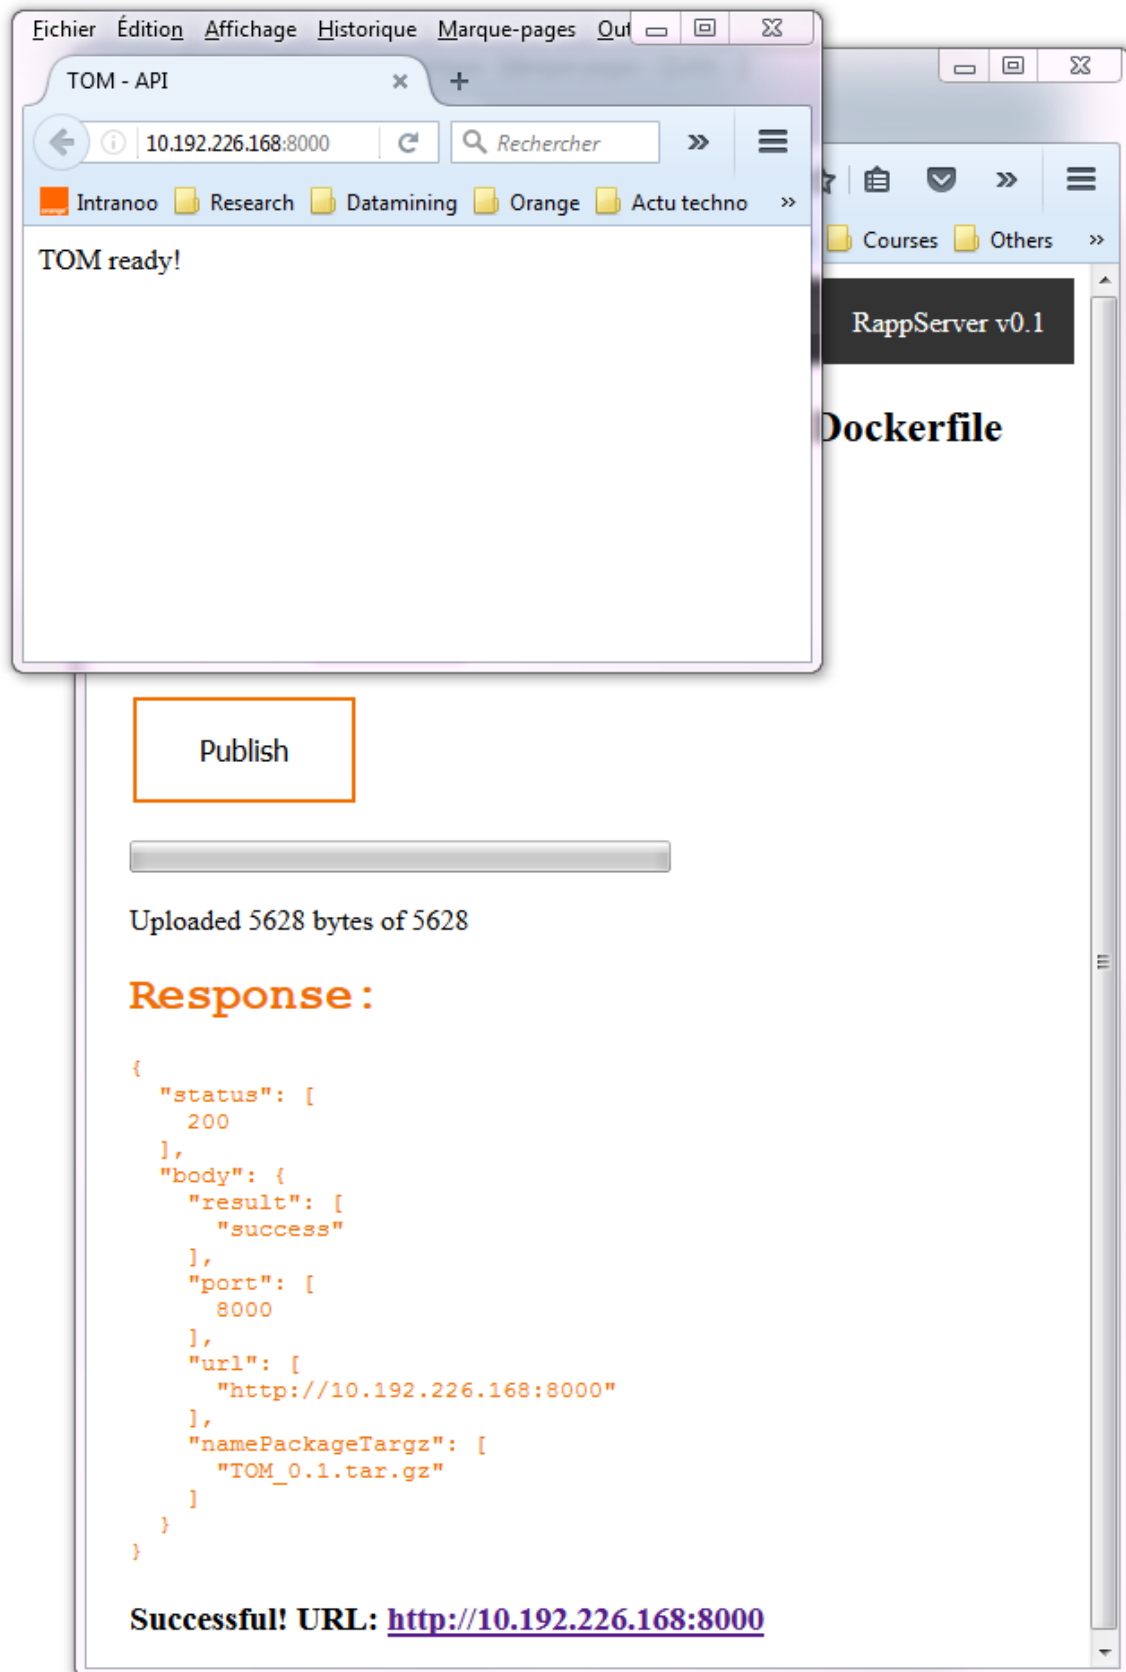 Fichier Édition Affichage Historique Marque-pages
TOM - API
10.192.226.168:8000
Rechercher
Intranoo Research Datamining Orange Actu techno »
TOM ready!
Courses Others »
RappServer v0.1
Dockerfile
Publish
Uploaded 5628 bytes of 5628
Response:
{
"status": [
200
],
"body": {
"result": [
"success"
],
"port": [
8000
],
"url": [
"http://10.192.226.168:8000"
],
"namePackageTargz": [
"TOM_0.1.tar.gz"
]
}
}
Successful! URL: http://10.192.226.168:8000